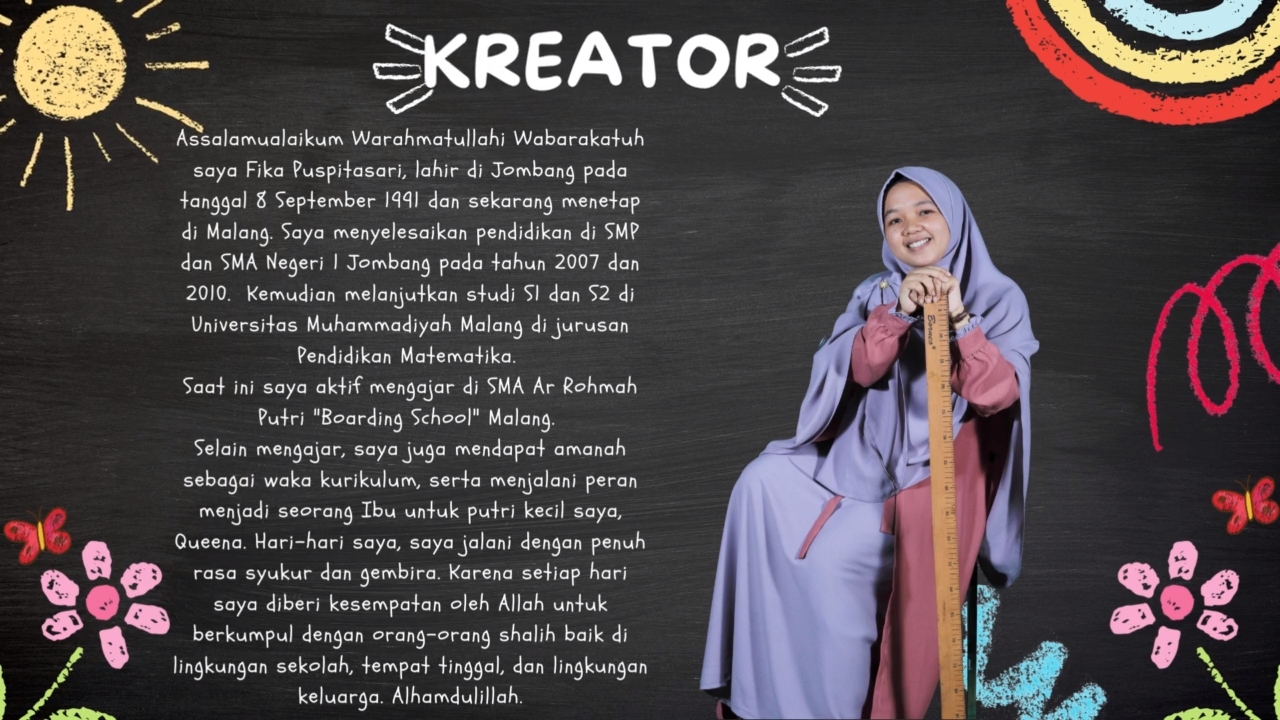 KREATOR
Assalamualaikum Warahmatullahi Wabarakatuh
saya Fika Puspitasari, lahir di Jombang pada
tanggal 8 September 1991 dan sekarang menetap
di Malang. Saya menyelesaikan pendidikan di SMP
dan SMA Negeri 1 Jombang pada tahun 2007 dan
2010. Kemudian melanjutkan studi S1 dan S2 di
Universitas Muhammadiyah Malang di jurusan
Pendidikan Matematika.
Saat ini saya aktif mengajar di SMA Ar Rohmah
Putri "Boarding School" Malang.
Selain mengajar, saya juga mendapat amanah
sebagai waka kurikulum, serta menjalani peran
menjadi seorang Ibu untuk putri kecil saya,
Queena. Hari-hari saya, saya jalani dengan penuh
rasa syukur dan gembira. Karena setiap hari
saya diberi kesempatan oleh Allah untuk
berkumpul dengan orang-orang shalih baik di
lingkungan sekolah, tempat tinggal, dan lingkungan
keluarga. Alhamdulillah.